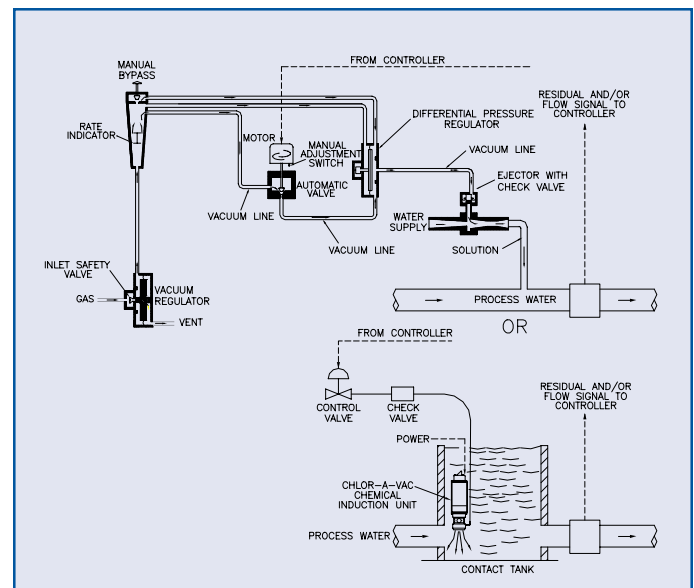 FROM CONTROLLER
MANUAL
BYPASS
RESIDUAL AND/OR
FLOW SIGNAL TO
CONTROLLER
RATE
INDICATOR
MOTOR
MANUAL
ADJUSTMENT
SWITCH
DIFFERENTIAL PRESSURE
REGULATOR
VACUUM LINE
AUTOMATIC
VALVE
EJECTOR WITH
CHECK VALVE
VACUUM LINE
WATER
SUPPLY
VACUUM LINE
SOLUTION
INLET SAFETY
VALVE
VACUUM
REGULATOR
GAS
VENT
PROCESS WATER
OR
FROM CONTROLLER
CONTROL
VALVE
CHECK
VALVE
RESIDUAL AND/OR
FLOW SIGNAL TO
CONTROLLER
POWER
CHLOR-A-VAC
CHEMICAL
INDUCTION UNIT
PROCESS WATER
CONTACT TANK